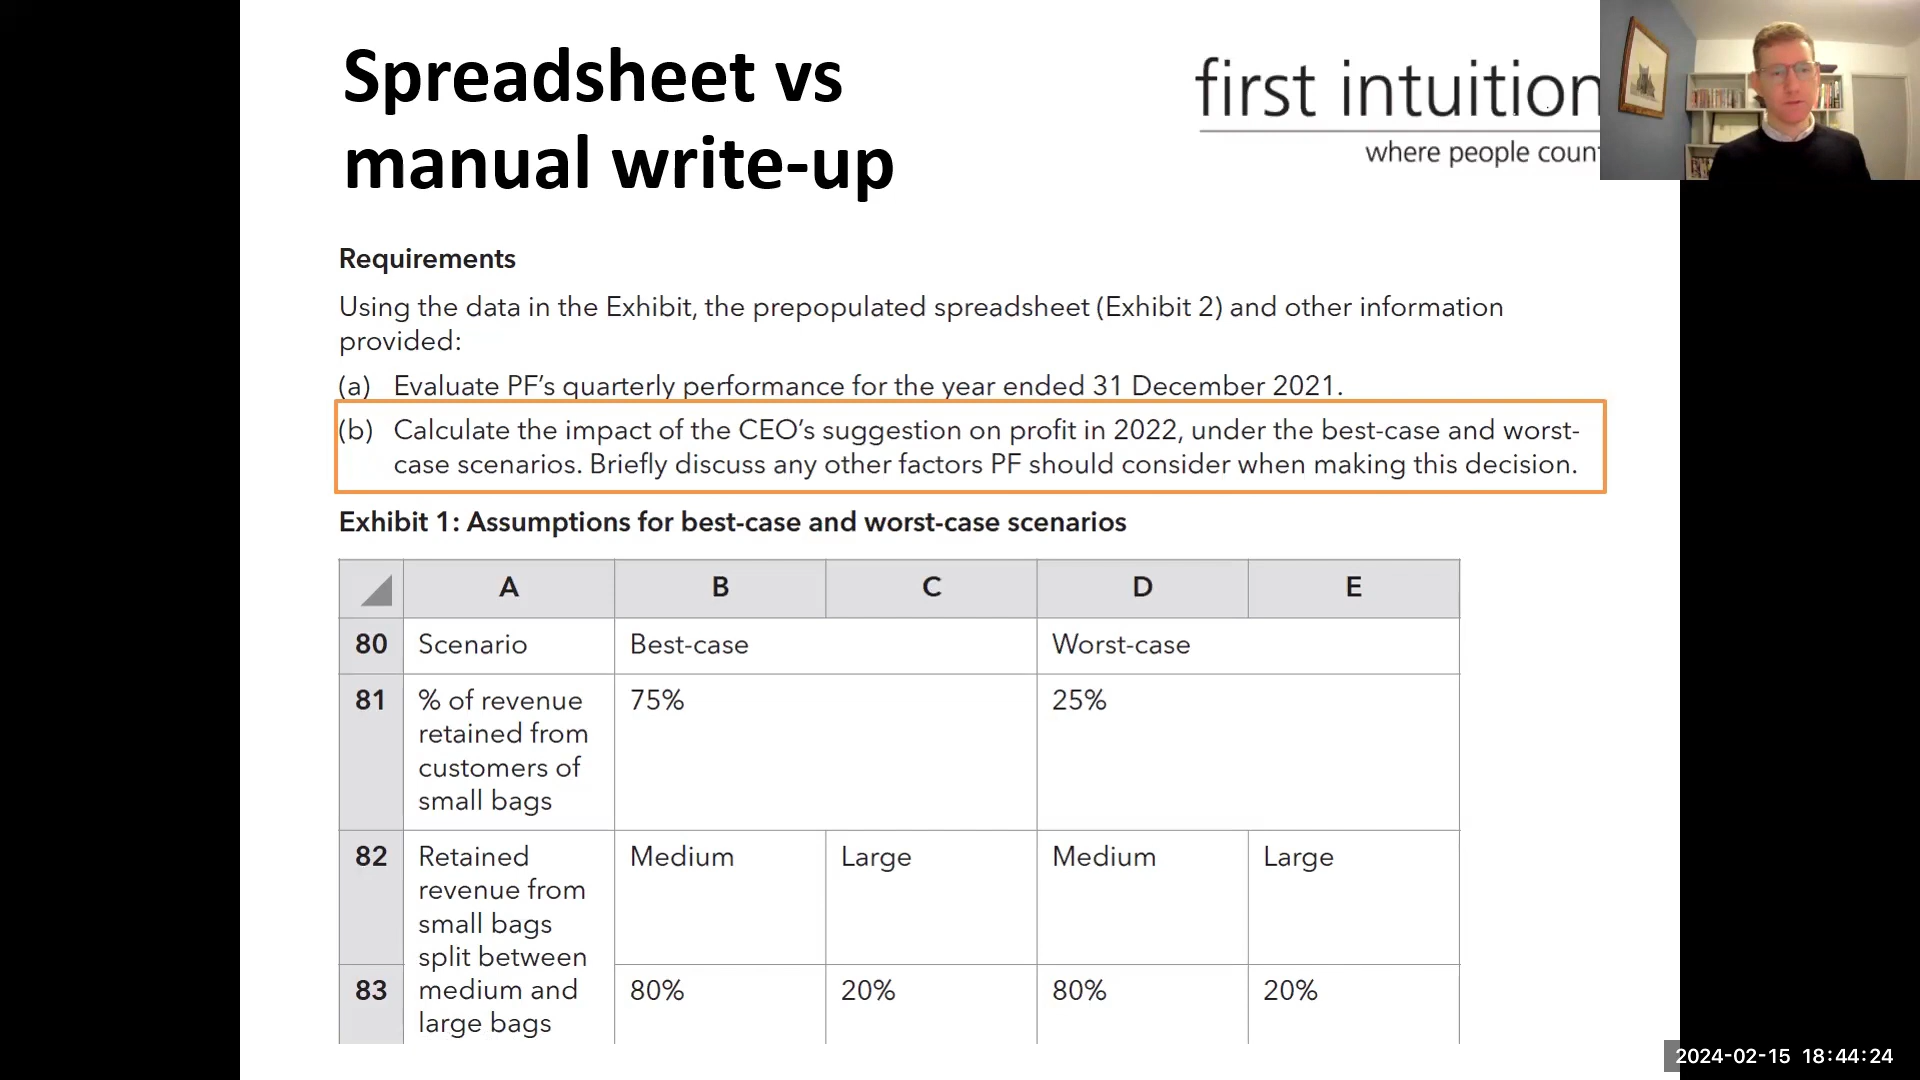 Spreadsheet vs
manual write-up
first intuition
where people coun
Requirements
Using the data in the Exhibit, the prepopulated spreadsheet (Exhibit 2) and other information
provided:
(a) Evaluate PF’s quarterly performance for the year ended 31 December 2021.
(b) Calculate the impact of the CEO’s suggestion on profit in 2022, under the best-case and worst-
case scenarios. Briefly discuss any other factors PF should consider when making this decision.
Exhibit 1: Assumptions for best-case and worst-case scenarios
A B C D E
80 Scenario Best-case Worst-case
81 % of revenue 75% 25%
retained from
customers of
small bags
82 Retained Medium Large Medium Large
revenue from
small bags
split between
83 medium and 80% 20% 80% 20%
large bags
2024-02-15 18:44:24